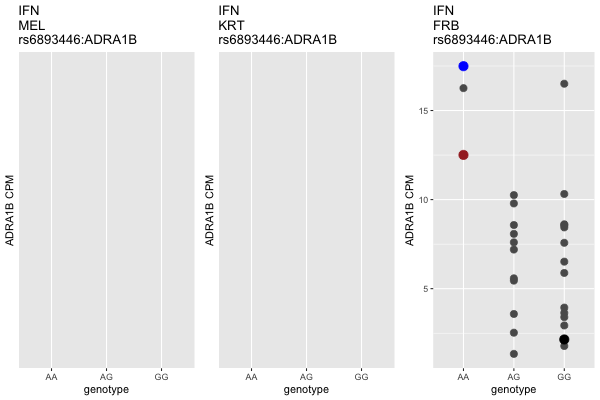 IFN
MEL
rs6893446:ADRA1B
ADRA1B CPM
AA AG GG
genotype
IFN
KRT
rs6893446:ADRA1B
ADRA1B CPM
AA AG GG
genotype
IFN
FRB
rs6893446:ADRA1B
ADRA1B CPM
15
10
5
AA AG GG
genotype